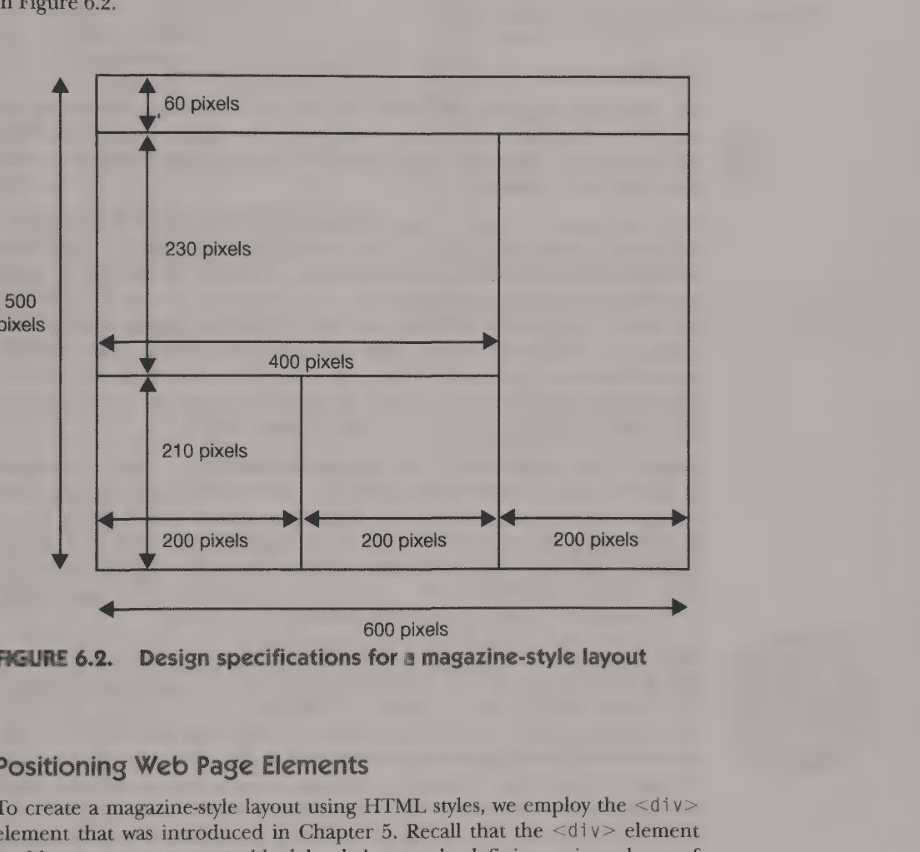 n Figure 6.2.
60 pixels
230 pixels
500
pixels
400 pixels
210 pixels
200 pixels
200 pixels
200 pixels
600 pixels
FIGURE 6.2. Design specifications for a magazine-style layout
Positioning Web Page Elements
To create a magazine-style layout using HTML styles, we employ the <div>
element that was introduced in Chapter 5. Recall that the <div> element